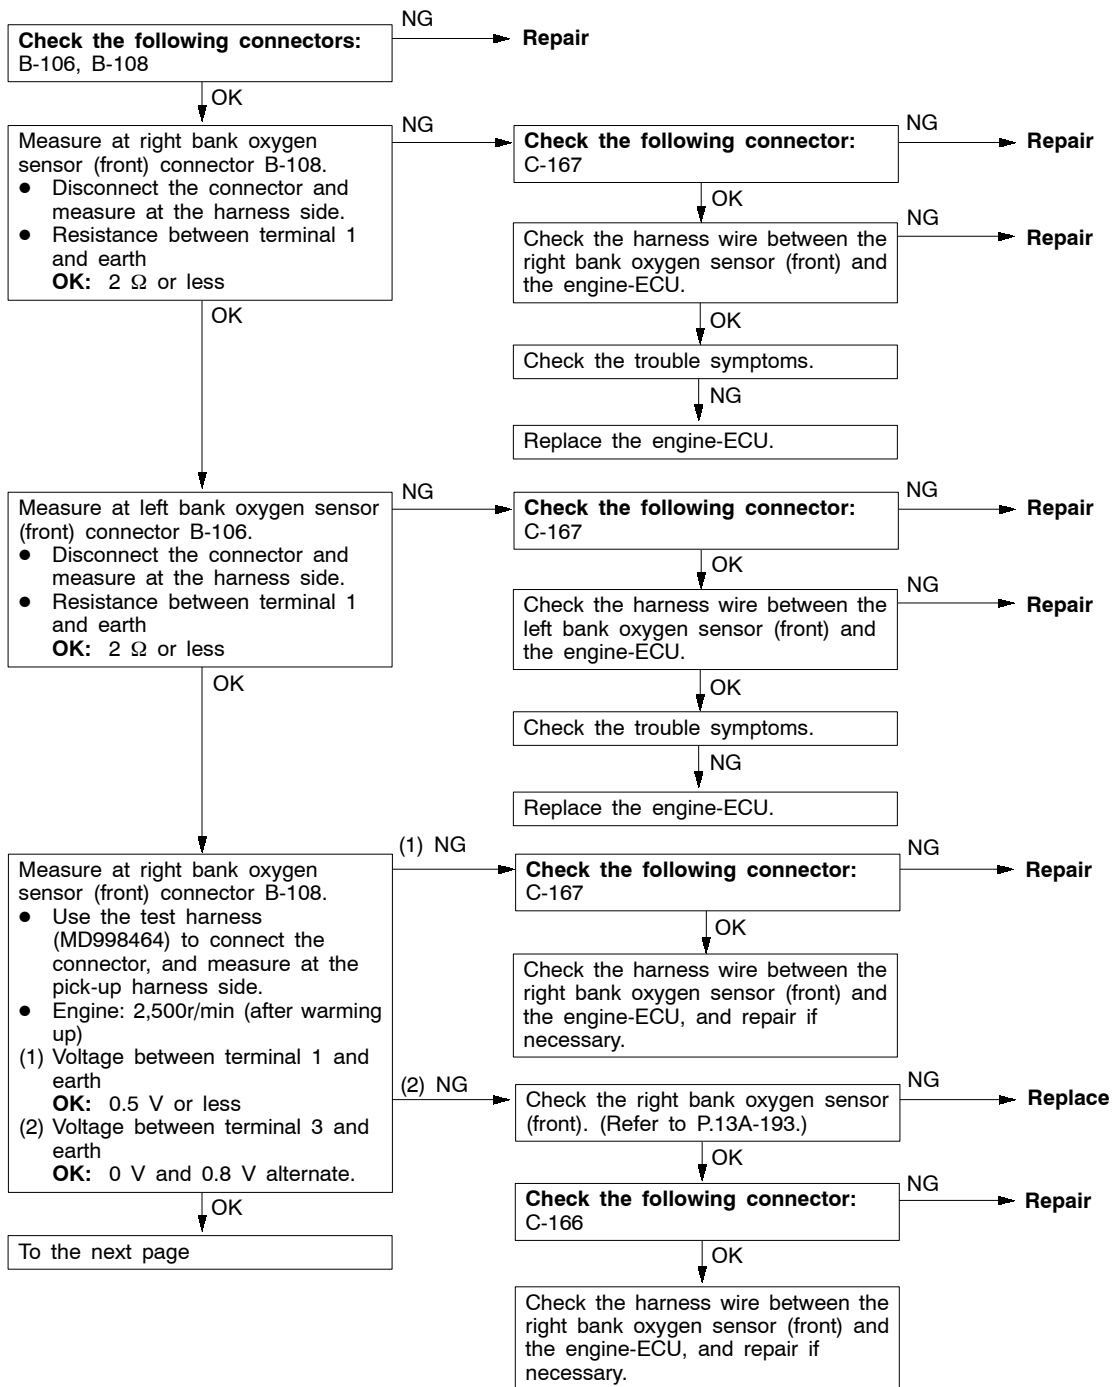 Check the following connectors:
B-106, B-108
NG
Repair
OK
Measure at right bank oxygen
sensor (front) connector B-108.
● Disconnect the connector and
measure at the harness side.
● Resistance between terminal 1
and earth
OK: 2 Ω or less
NG
Check the following connector:
C-167
NG
Repair
OK
Check the harness wire between the
right bank oxygen sensor (front) and
the engine-ECU.
NG
Repair
OK
Check the trouble symptoms.
NG
Replace the engine-ECU.
OK
Measure at left bank oxygen sensor
(front) connector B-106.
● Disconnect the connector and
measure at the harness side.
● Resistance between terminal 1
and earth
OK: 2 Ω or less
NG
Check the following connector:
C-167
NG
Repair
OK
Check the harness wire between the
left bank oxygen sensor (front) and
the engine-ECU.
NG
Repair
OK
Check the trouble symptoms.
NG
Replace the engine-ECU.
OK
Measure at right bank oxygen
sensor (front) connector B-108.
● Use the test harness
(MD998464) to connect the
connector, and measure at the
pick-up harness side.
● Engine: 2,500r/min (after warming
up)
(1) Voltage between terminal 1 and
earth
OK: 0.5 V or less
(2) Voltage between terminal 3 and
earth
OK: 0 V and 0.8 V alternate.
(1) NG
Check the following connector:
C-167
NG
Repair
OK
Check the harness wire between the
right bank oxygen sensor (front) and
the engine-ECU, and repair if
necessary.
(2) NG
Check the right bank oxygen sensor
(front). (Refer to P.13A-193.)
NG
Replace
OK
Check the following connector:
C-166
NG
Repair
OK
Check the harness wire between the
right bank oxygen sensor (front) and
the engine-ECU, and repair if
necessary.
OK
To the next page